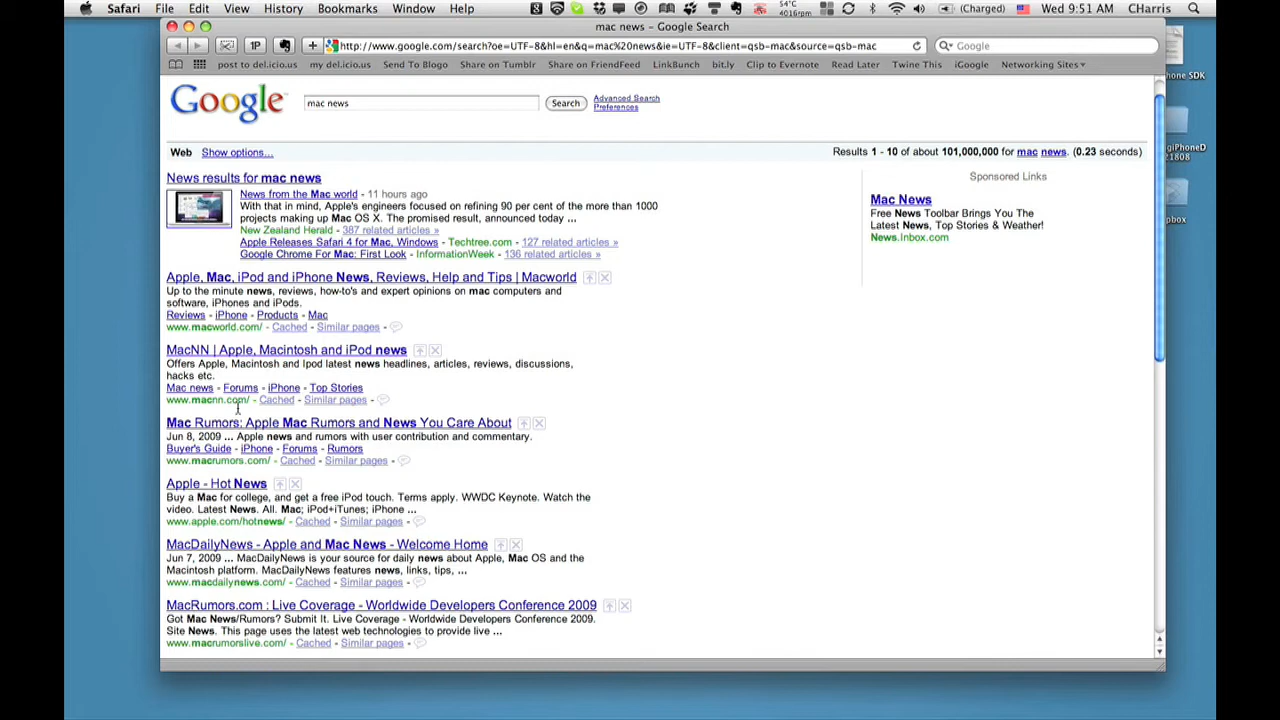 Safari File Edit View History Bookmarks Window Help 54°C 4016rpm (Charged) Wed 9:51 AM CHarris
mac news – Google Search
1P http://www.google.com/search?oe=UTF-8&hl=en&q=mac%20news&ie=UTF-8&client=qsb-mac&source=qsb-mac Google
post to del.icio.us my del.icio.us Send To Blogo Share on Tumblr Share on FriendFeed LinkBunch bit.ly Clip to Evernote Read Later Twine This iGoogle Networking Sites
hone SDK
Google mac news Search Advanced Search
Preferences
Web Show options... Results 1 - 10 of about 101,000,000 for mac news. (0.23 seconds)
21808
pbox
News results for mac news
News from the Mac world - 11 hours ago
With that in mind, Apple's engineers focused on refining 90 per cent of the more than 1000
projects making up Mac OS X. The promised result, announced today ...
New Zealand Herald - 387 related articles »
Apple Releases Safari 4 for Mac, Windows - Techtree.com - 127 related articles »
Google Chrome For Mac: First Look - InformationWeek - 136 related articles »
Sponsored Links
Mac News
Free News Toolbar Brings You The
Latest News, Top Stories & Weather!
News.Inbox.com
Apple, Mac, iPod and iPhone News, Reviews, Help and Tips | Macworld
Up to the minute news, reviews, how-to's and expert opinions on mac computers and
software, iPhones and iPods.
Reviews - iPhone - Products - Mac
www.macworld.com/ - Cached - Similar pages -
MacNN | Apple, Macintosh and iPod news
Offers Apple, Macintosh and Ipod latest news headlines, articles, reviews, discussions,
hacks etc.
Mac news - Forums - iPhone - Top Stories
www.macnn.com/ - Cached - Similar pages -
Mac Rumors: Apple Mac Rumors and News You Care About
Jun 8, 2009 ... Apple news and rumors with user contribution and commentary.
Buyer's Guide - iPhone - Forums - Rumors
www.macrumors.com/ - Cached - Similar pages -
Apple - Hot News
Buy a Mac for college, and get a free iPod touch. Terms apply. WWDC Keynote. Watch the
video. Latest News. All. Mac; iPod+iTunes; iPhone ...
www.apple.com/hotnews/ - Cached - Similar pages -
MacDailyNews - Apple and Mac News - Welcome Home
Jun 7, 2009 ... MacDailyNews is your source for daily news about Apple, Mac OS and the
Macintosh platform. MacDailyNews features news, links, tips, ...
www.macdailynews.com/ - Cached - Similar pages -
MacRumors.com : Live Coverage - Worldwide Developers Conference 2009
Got Mac News/Rumors? Submit It. Live Coverage - Worldwide Developers Conference 2009.
Site News. This page uses the latest web technologies to provide live ...
www.macrumorslive.com/ - Cached - Similar pages -